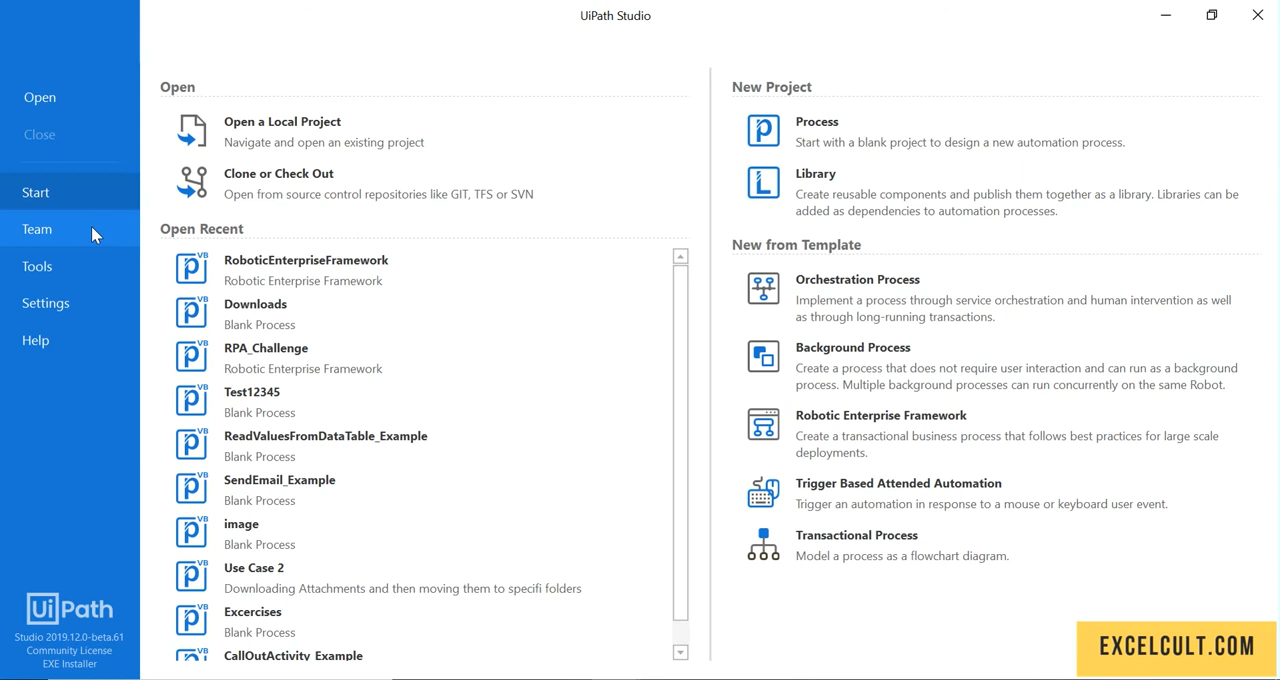 UiPath Studio
Open
Close
Start
Team
Tools
Settings
Help
UiPath
Studio 2019.12.0-beta.61
Community License
EXE Installer
Open
Open a Local Project
Navigate and open an existing project
Clone or Check Out
Open from source control repositories like GIT, TFS or SVN
Open Recent
VB
RoboticEnterpriseFramework
Robotic Enterprise Framework
VB
Downloads
Blank Process
VB
RPA_Challenge
Robotic Enterprise Framework
VB
Test12345
Blank Process
VB
ReadValuesFromDataTable_Example
Blank Process
VB
SendEmail_Example
Blank Process
VB
image
Blank Process
VB
Use Case 2
Downloading Attachments and then moving them to specifi folders
VB
Excercises
Blank Process
VB
CallOutActivity_Example
New Project
Process
Start with a blank project to design a new automation process.
Library
Create reusable components and publish them together as a library. Libraries can be
added as dependencies to automation processes.
New from Template
Orchestration Process
Implement a process through service orchestration and human intervention as well
as through long-running transactions.
Background Process
Create a process that does not require user interaction and can run as a background
process. Multiple background processes can run concurrently on the same Robot.
Robotic Enterprise Framework
Create a transactional business process that follows best practices for large scale
deployments.
Trigger Based Attended Automation
Trigger an automation in response to a mouse or keyboard user event.
Transactional Process
Model a process as a flowchart diagram.
EXCELCULT.COM